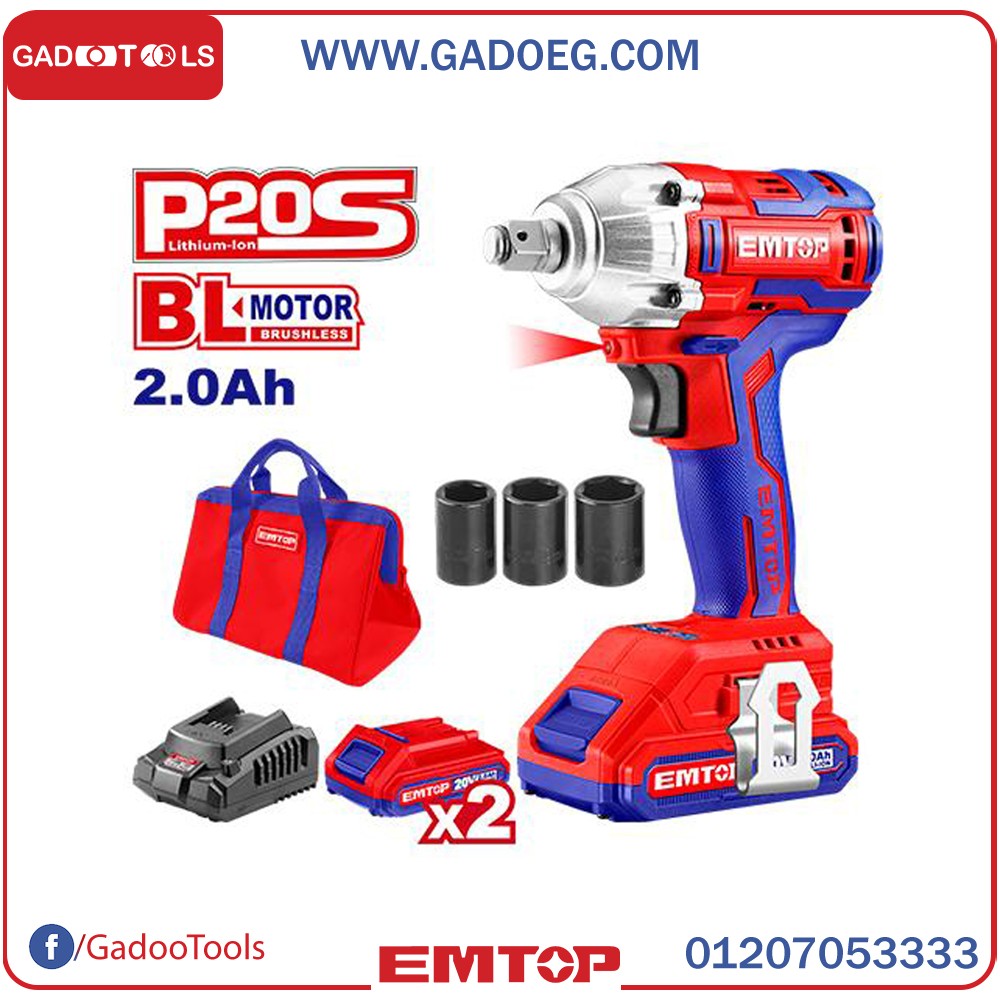 GADOTOOLS
WWW.GADOEG.COM
P20S
Lithium-Ion
BL MOTOR
BRUSHLESS
2.0Ah
EMTOP
EMTOP
EMTOP
EMTOP 20V
x2
EMTOP
/GadooTools
EMTOP
01207053333